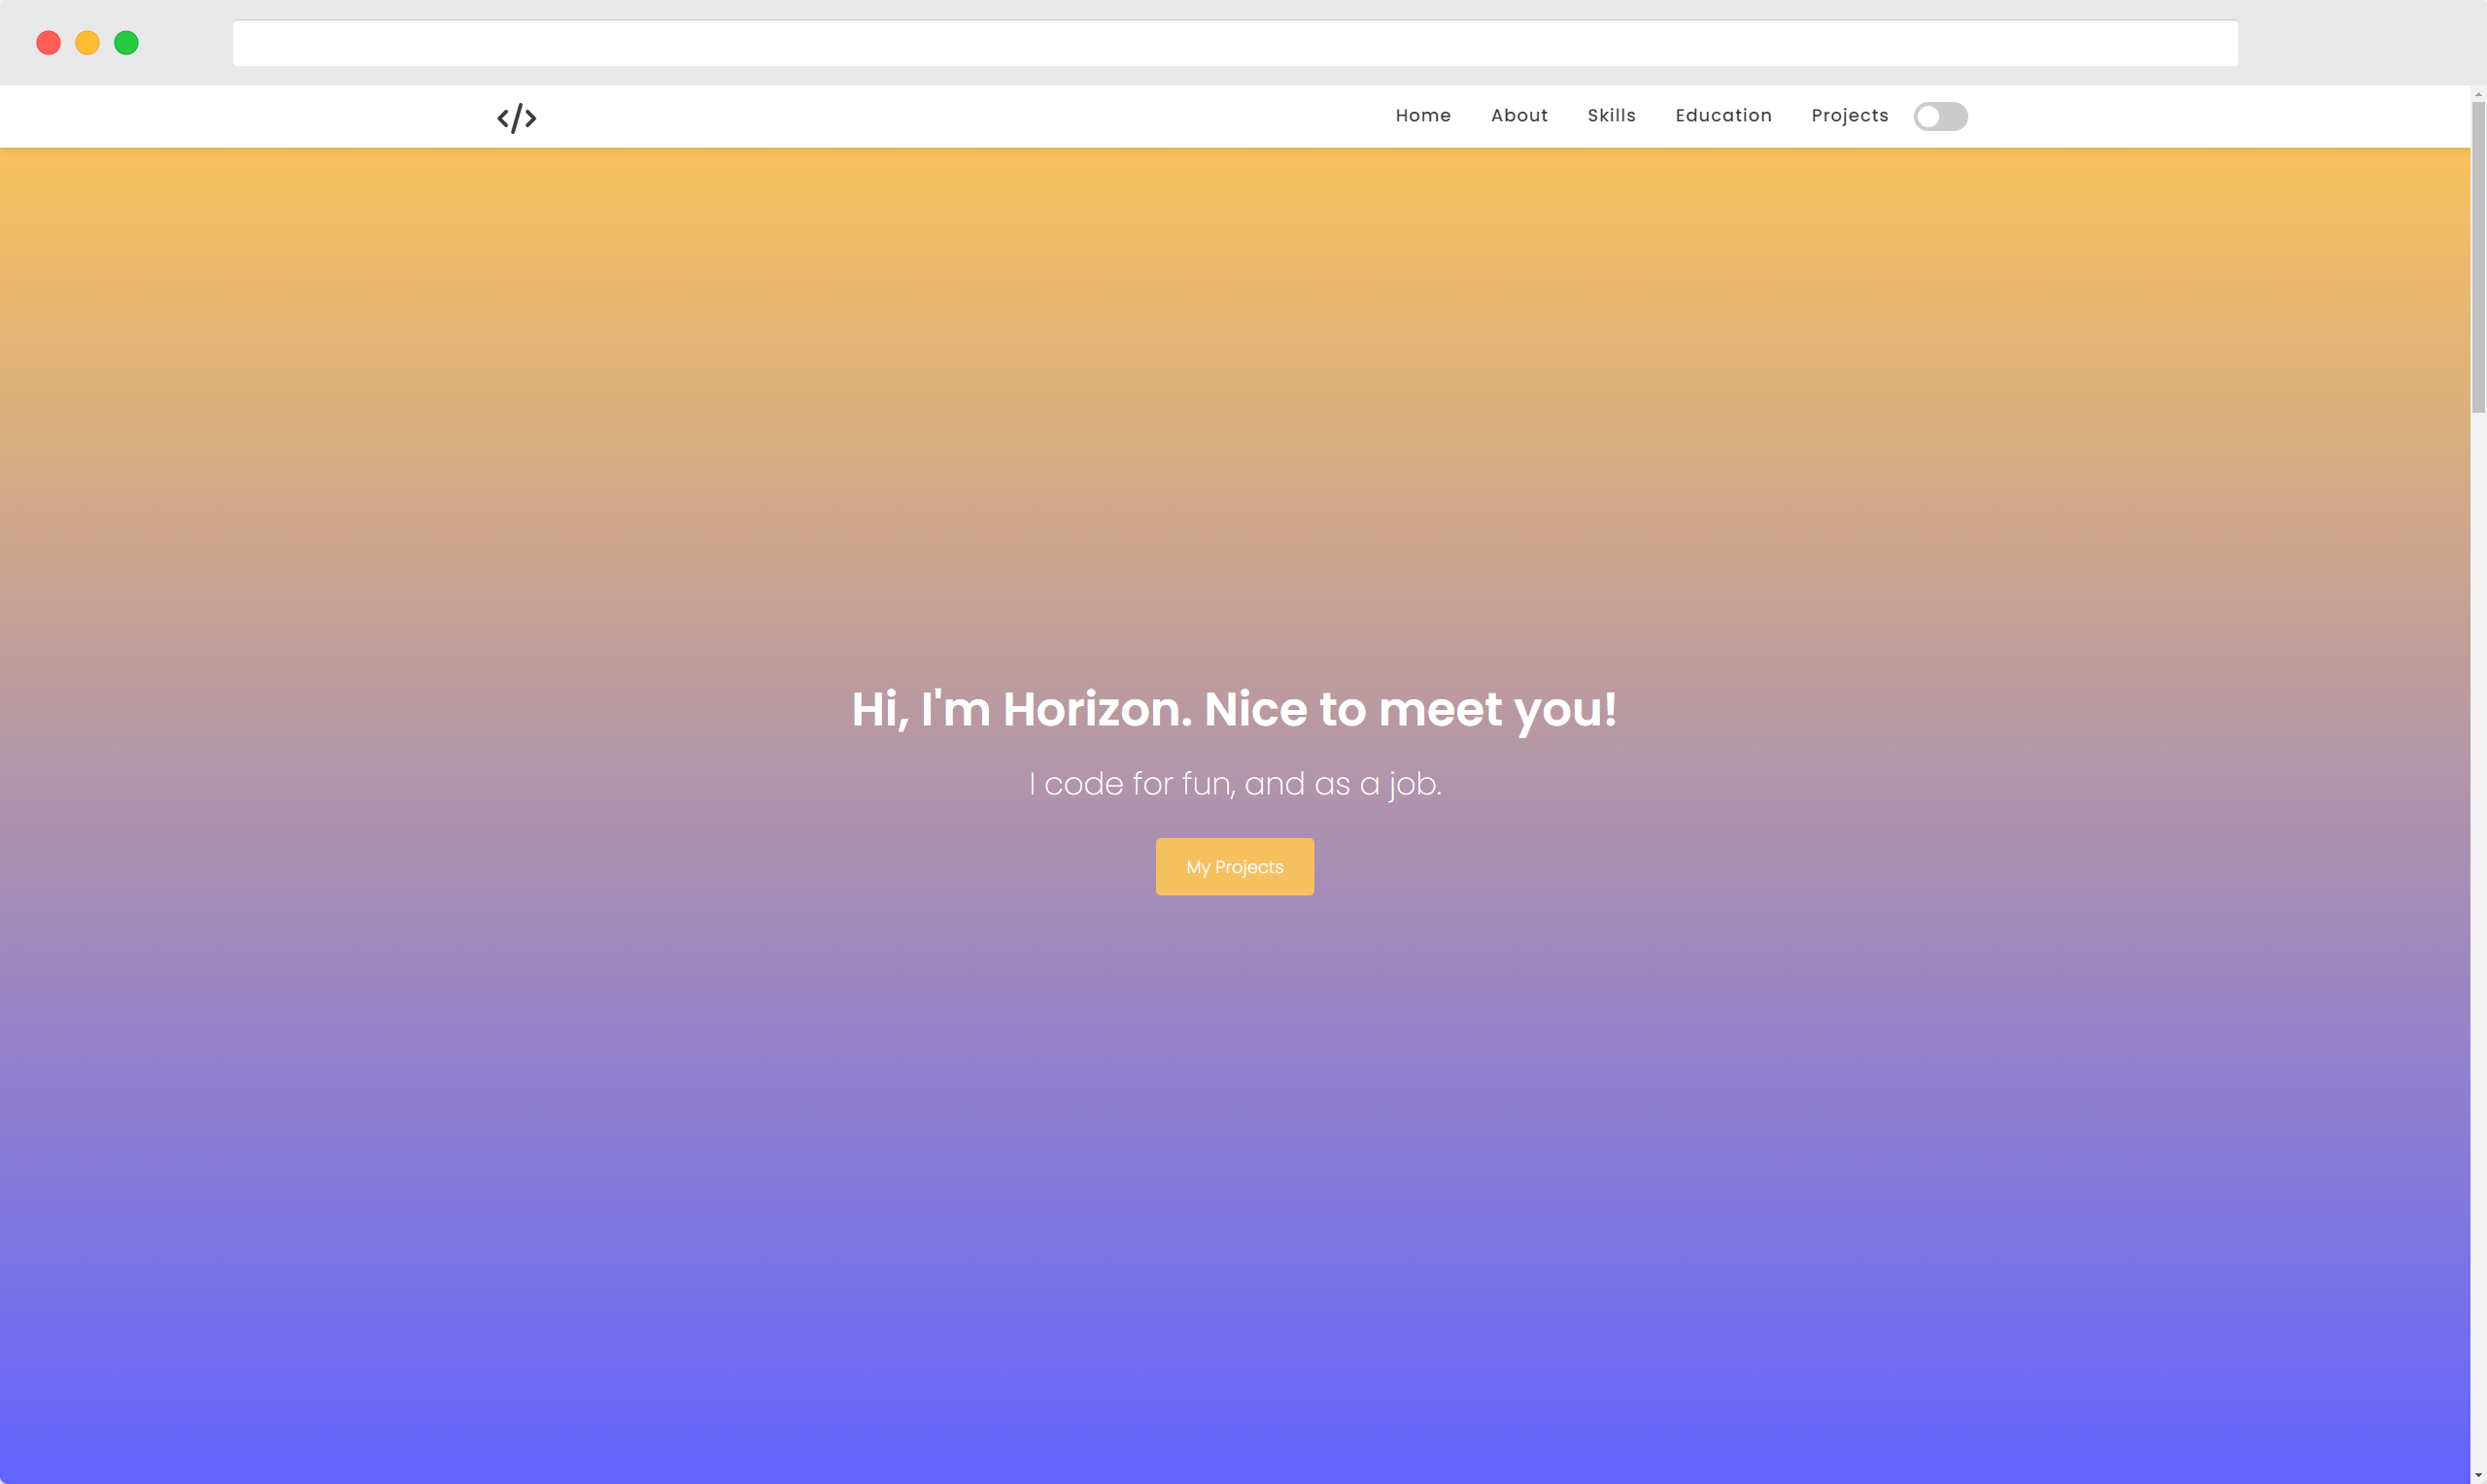 </> Home About Skills Education Projects
Hi, I'm Horizon. Nice to meet you!
I code for fun, and as a job.
My Projects